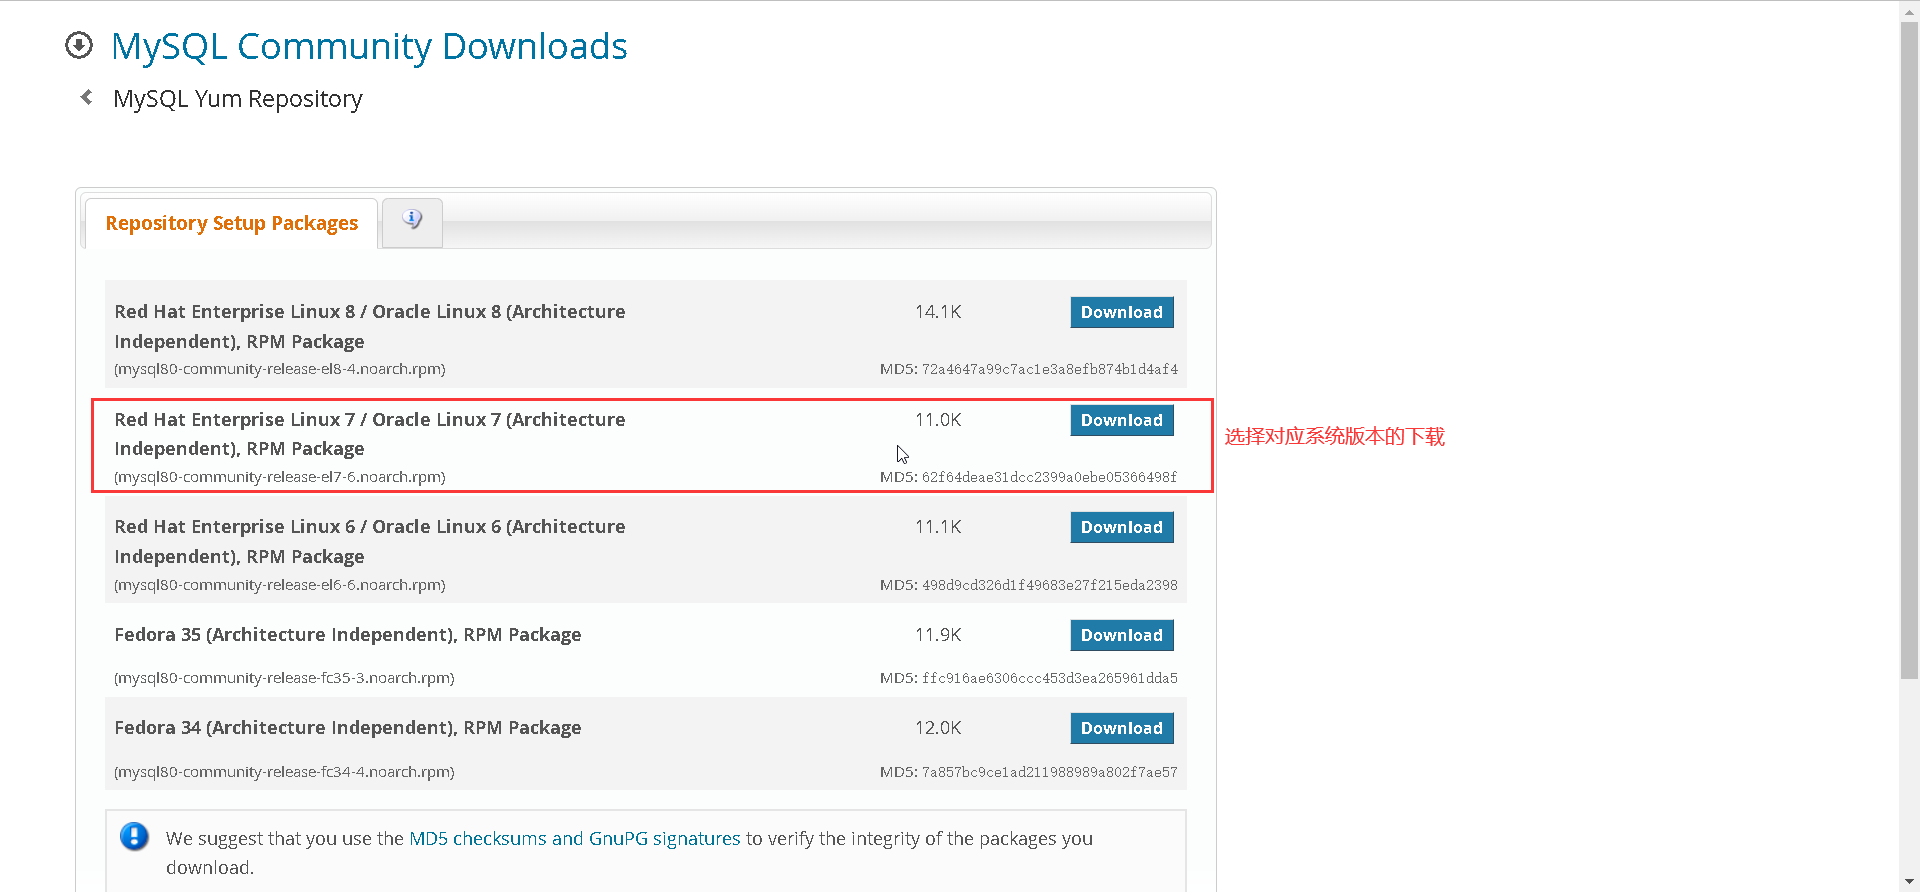 MySQL Community Downloads
MySQL Yum Repository
Repository Setup Packages
Red Hat Enterprise Linux 8 / Oracle Linux 8 (Architecture
Independent), RPM Package
14.1K
Download
(mysql80-community-release-el8-4.noarch.rpm)
MD5: 72a4647a99c7ac1e3a8efb874b1d4af4
Red Hat Enterprise Linux 7 / Oracle Linux 7 (Architecture
Independent), RPM Package
11.0K
Download
选择对应系统版本的下载
(mysql80-community-release-el7-6.noarch.rpm)
MD5: 62f64deae31dcc2399a0ebe05366498f
Red Hat Enterprise Linux 6 / Oracle Linux 6 (Architecture
Independent), RPM Package
11.1K
Download
(mysql80-community-release-el6-6.noarch.rpm)
MD5: 498d9cd326d1f49683e27f215eda2398
Fedora 35 (Architecture Independent), RPM Package
11.9K
Download
(mysql80-community-release-fc35-3.noarch.rpm)
MD5: ffc916ae6306ccc453d3ea265961dda5
Fedora 34 (Architecture Independent), RPM Package
12.0K
Download
(mysql80-community-release-fc34-4.noarch.rpm)
MD5: 7a857bc9ce1ad211988989a802f7ae57
We suggest that you use the MD5 checksums and GnuPG signatures to verify the integrity of the packages you
download.